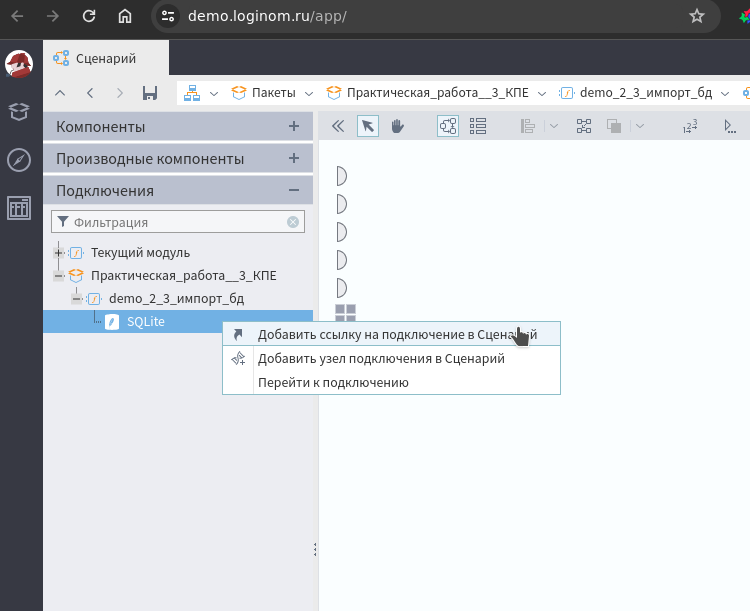 demo.loginom.ru/app/
Сценарий
Пакеты
Практическая_работа__3_КПЕ
demo_2_3_импорт_бд
Компоненты
Производные компоненты
Подключения
Фильтрация
Текущий модуль
Практическая_работа__3_КПЕ
demo_2_3_импорт_бд
SQLite
Добавить ссылку на подключение в Сценарий
Добавить узел подключения в Сценарий
Перейти к подключению